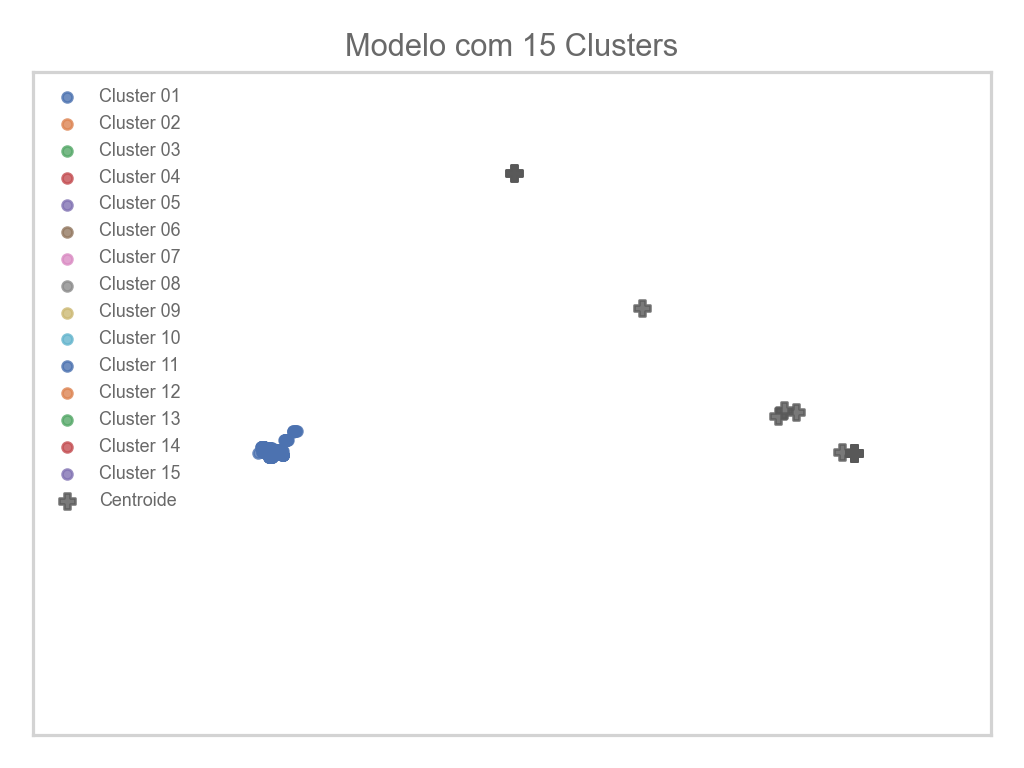 Modelo com 15 Clusters
Cluster 01
Cluster 02
Cluster 03
Cluster 04
Cluster 05
Cluster 06
Cluster 07
Cluster 08
Cluster 09
Cluster 10
Cluster 11
Cluster 12
Cluster 13
Cluster 14
Cluster 15
Centroide